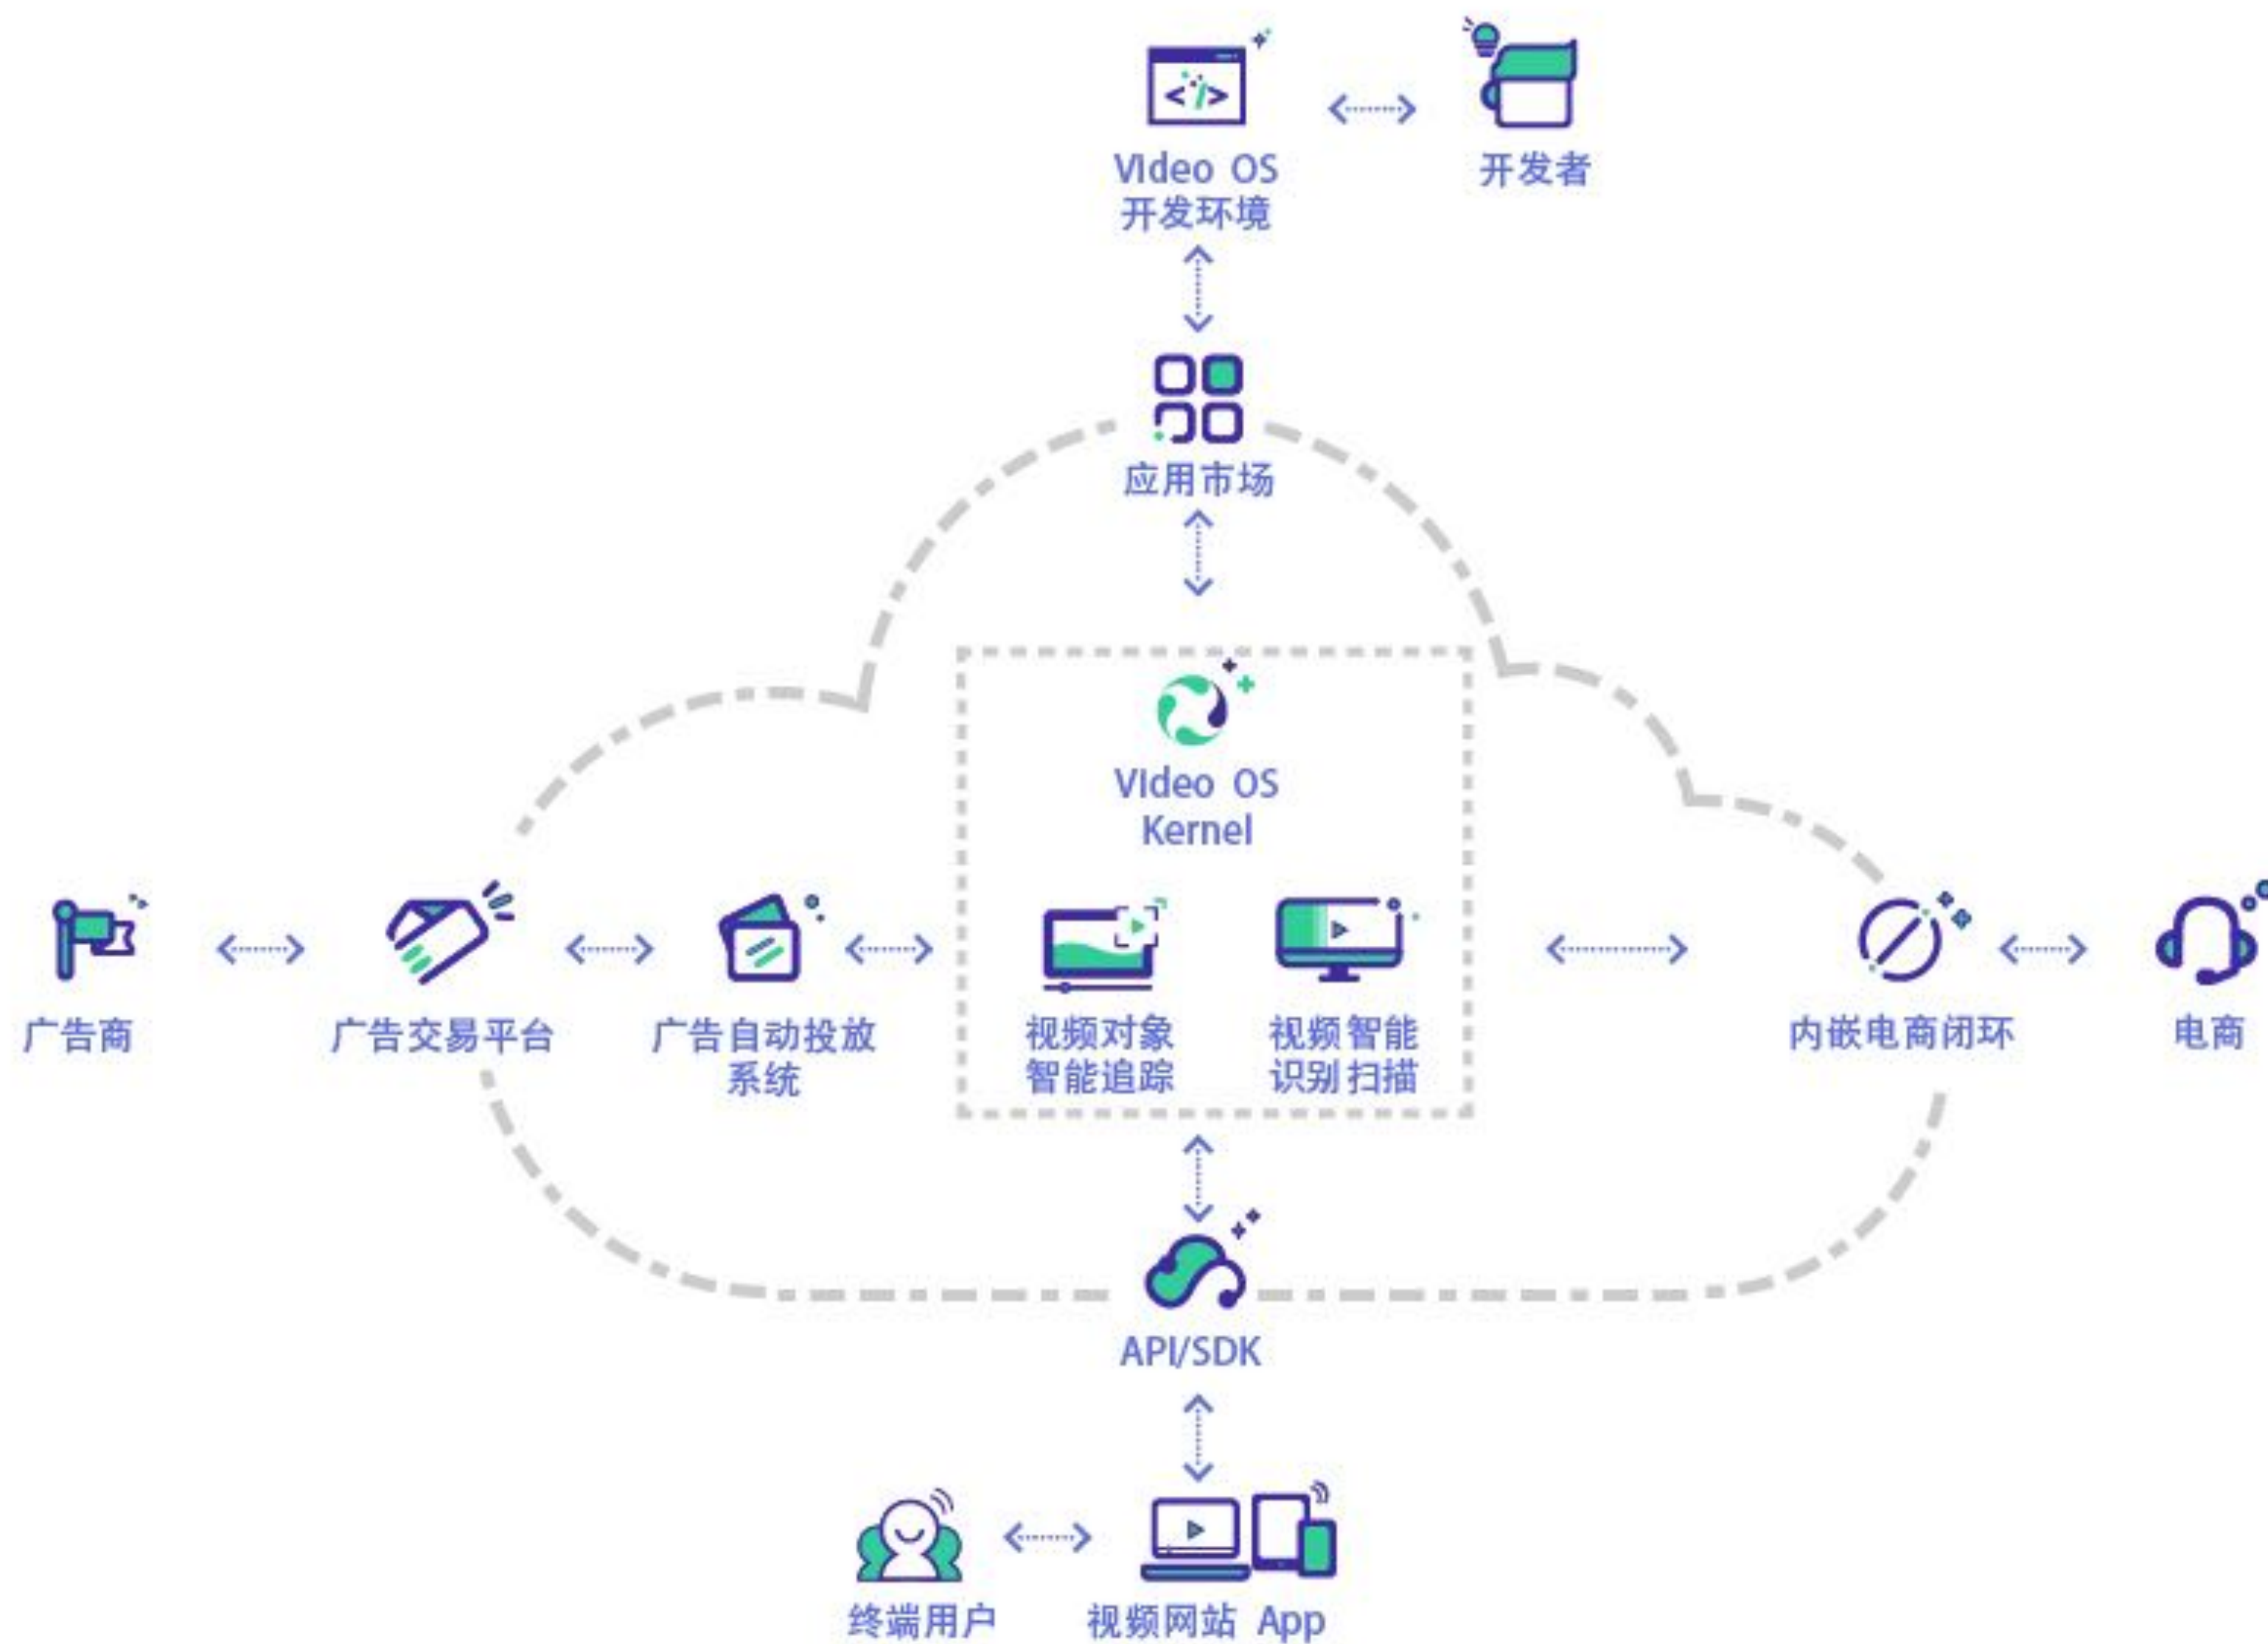 Video OS
开发环境
开发者
应用市场
Video OS
Kernel
广告商
广告交易平台
广告自动投放
系统
视频对象
智能追踪
视频智能
识别扫描
内嵌电商闭环
电商
API/SDK
终端用户
视频网站 App